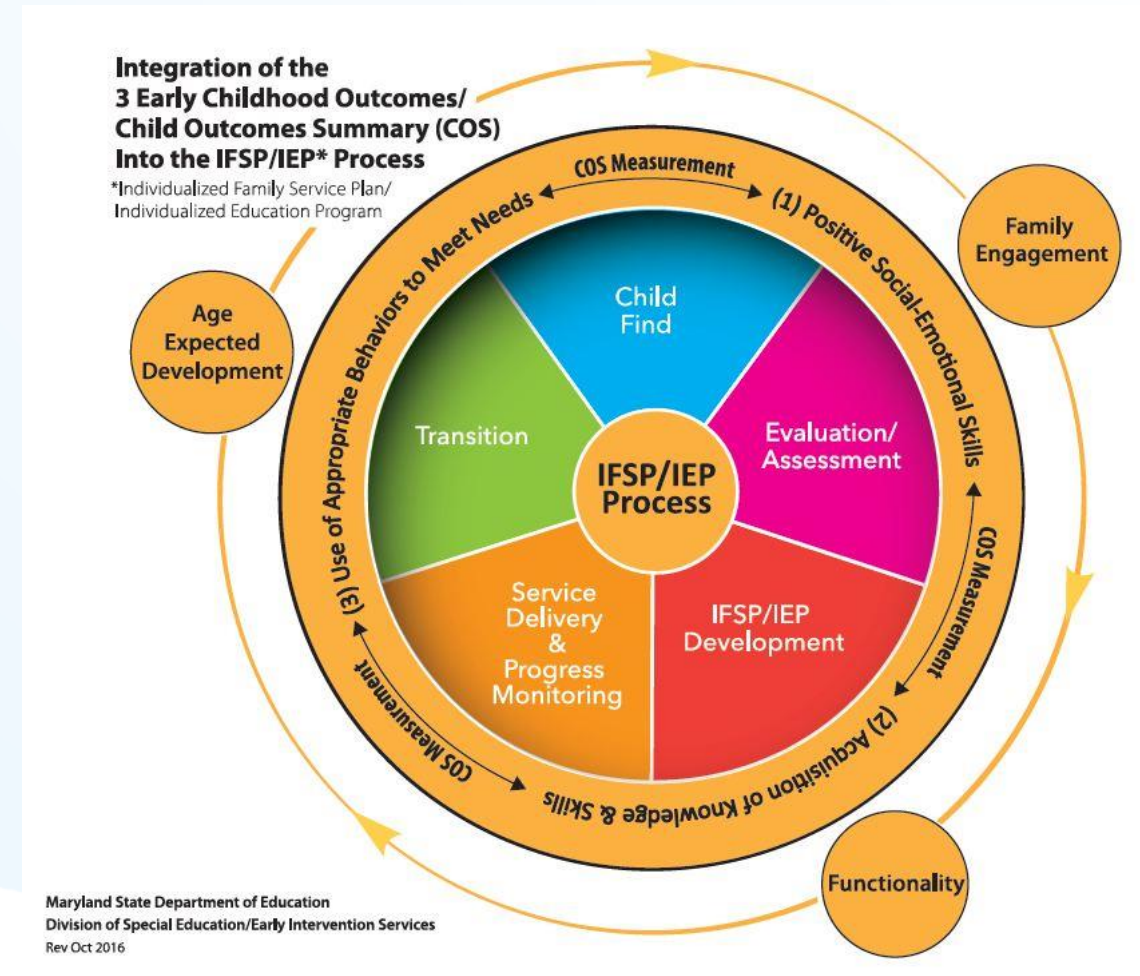 Integration of the
3 Early Childhood Outcomes/
Child Outcomes Summary (COS)
Into the IFSP/IEP* Process
*Individualized Family Service Plan/
Individualized Education Program
COS Measurement
(1) Positive Social-Emotional Skills
COS Measurement
(2) Acquisition of Knowledge & Skills
COS Measurement
(3) Use of Appropriate Behaviors to Meet Needs
Family
Engagement
Functionality
Age
Expected
Development
Child
Find
Evaluation/
Assessment
IFSP/IEP
Development
Service
Delivery
&
Progress
Monitoring
Transition
IFSP/IEP
Process
Maryland State Department of Education
Division of Special Education/Early Intervention Services
Rev Oct 2016